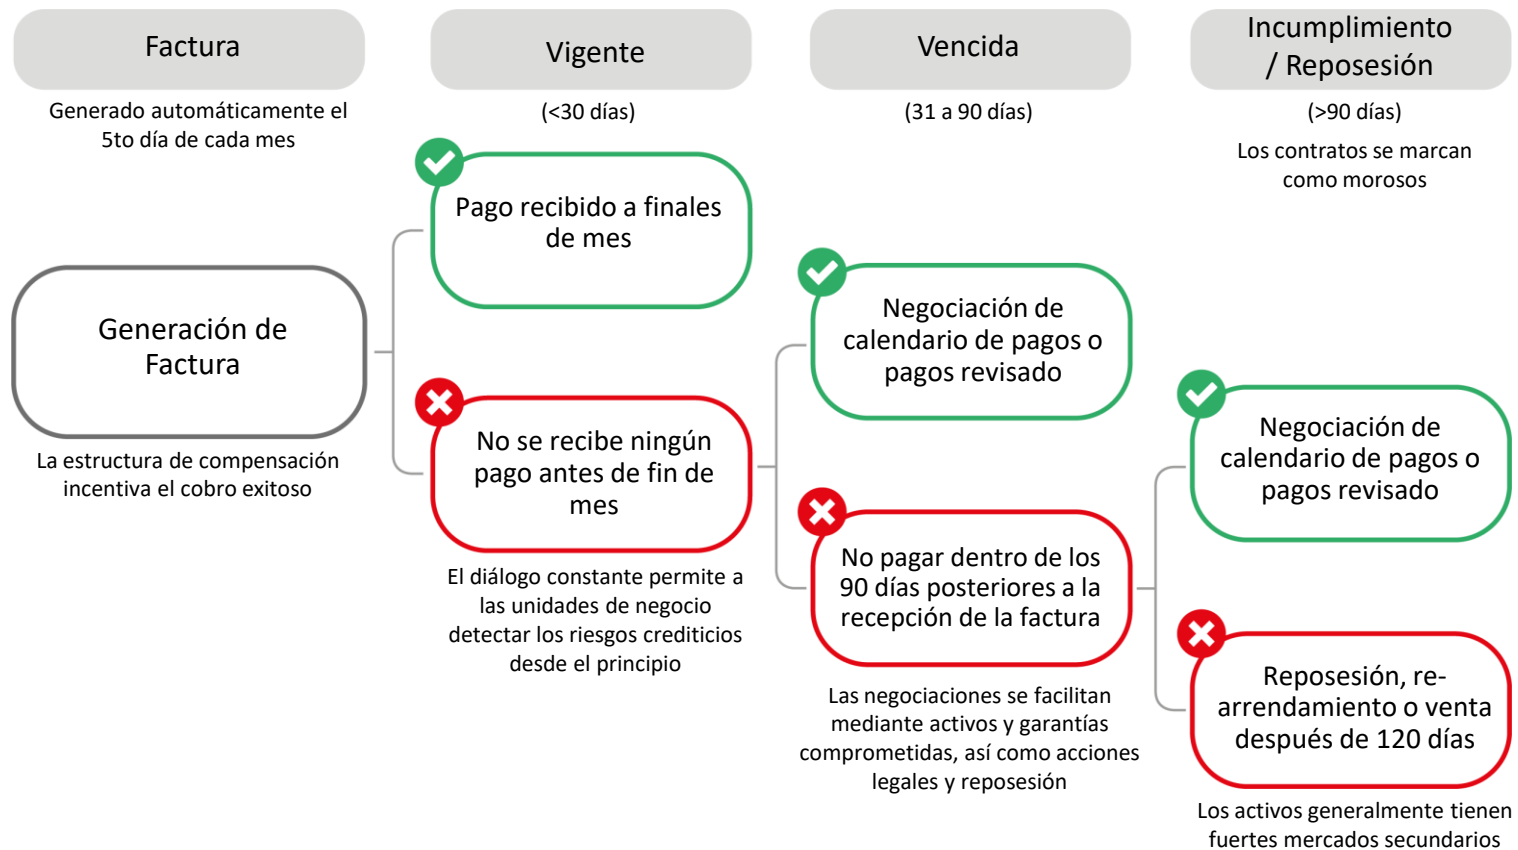 Factura
Generado automáticamente el
5to día de cada mes
Generación de
Factura
La estructura de compensación
incentiva el cobro exitoso
Vigente
(<30 días)
Pago recibido a finales
de mes
No se recibe ningún
pago antes de fin de
mes
El diálogo constante permite a
las unidades de negocio
detectar los riesgos crediticios
desde el principio
Vencida
(31 a 90 días)
Negociación de
calendario de pagos o
pagos revisado
No pagar dentro de los
90 días posteriores a la
recepción de la factura
Las negociaciones se facilitan
mediante activos y garantías
comprometidas, así como acciones
legales y reposesión
Incumplimiento
/ Reposesión
(>90 días)
Los contratos se marcan
como morosos
Negociación de
calendario de pagos o
pagos revisado
Reposesión, re-
arrendamiento o venta
después de 120 días
Los activos generalmente tienen
fuertes mercados secundarios